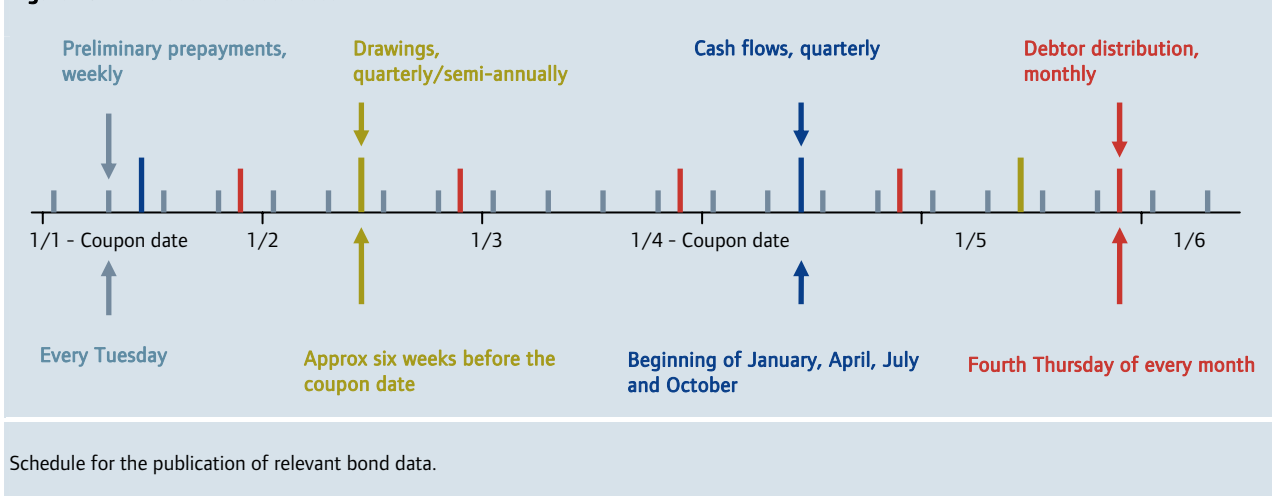 Preliminary prepayments,
weekly
Drawings,
quarterly/semi-annually
Cash flows, quarterly
Debtor distribution,
monthly
1/1 - Coupon date
1/2
1/3
1/4 - Coupon date
1/5
1/6
Every Tuesday
Approx six weeks before the
coupon date
Beginning of January, April, July
and October
Fourth Thursday of every month
Schedule for the publication of relevant bond data.